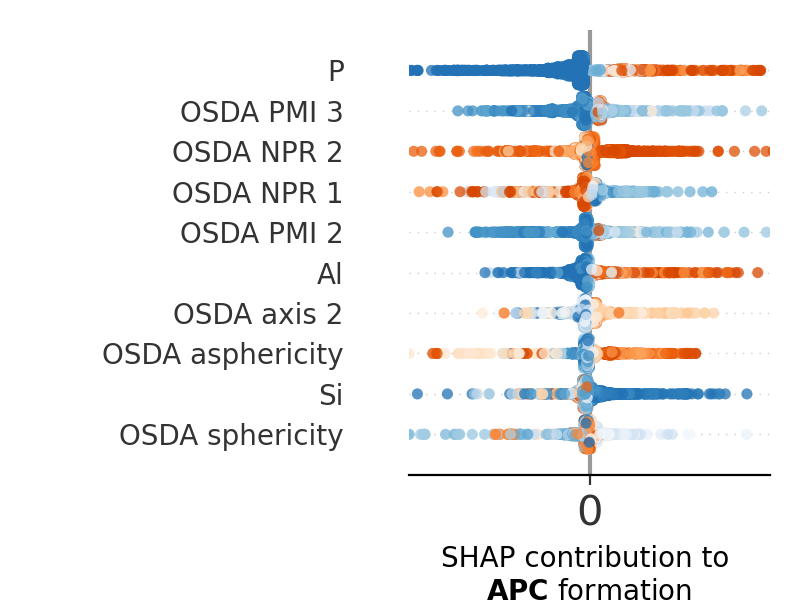 P
OSDA PMI 3
OSDA NPR 2
OSDA NPR 1
OSDA PMI 2
Al
OSDA axis 2
OSDA asphericity
Si
OSDA sphericity
0
SHAP contribution to
APC formation